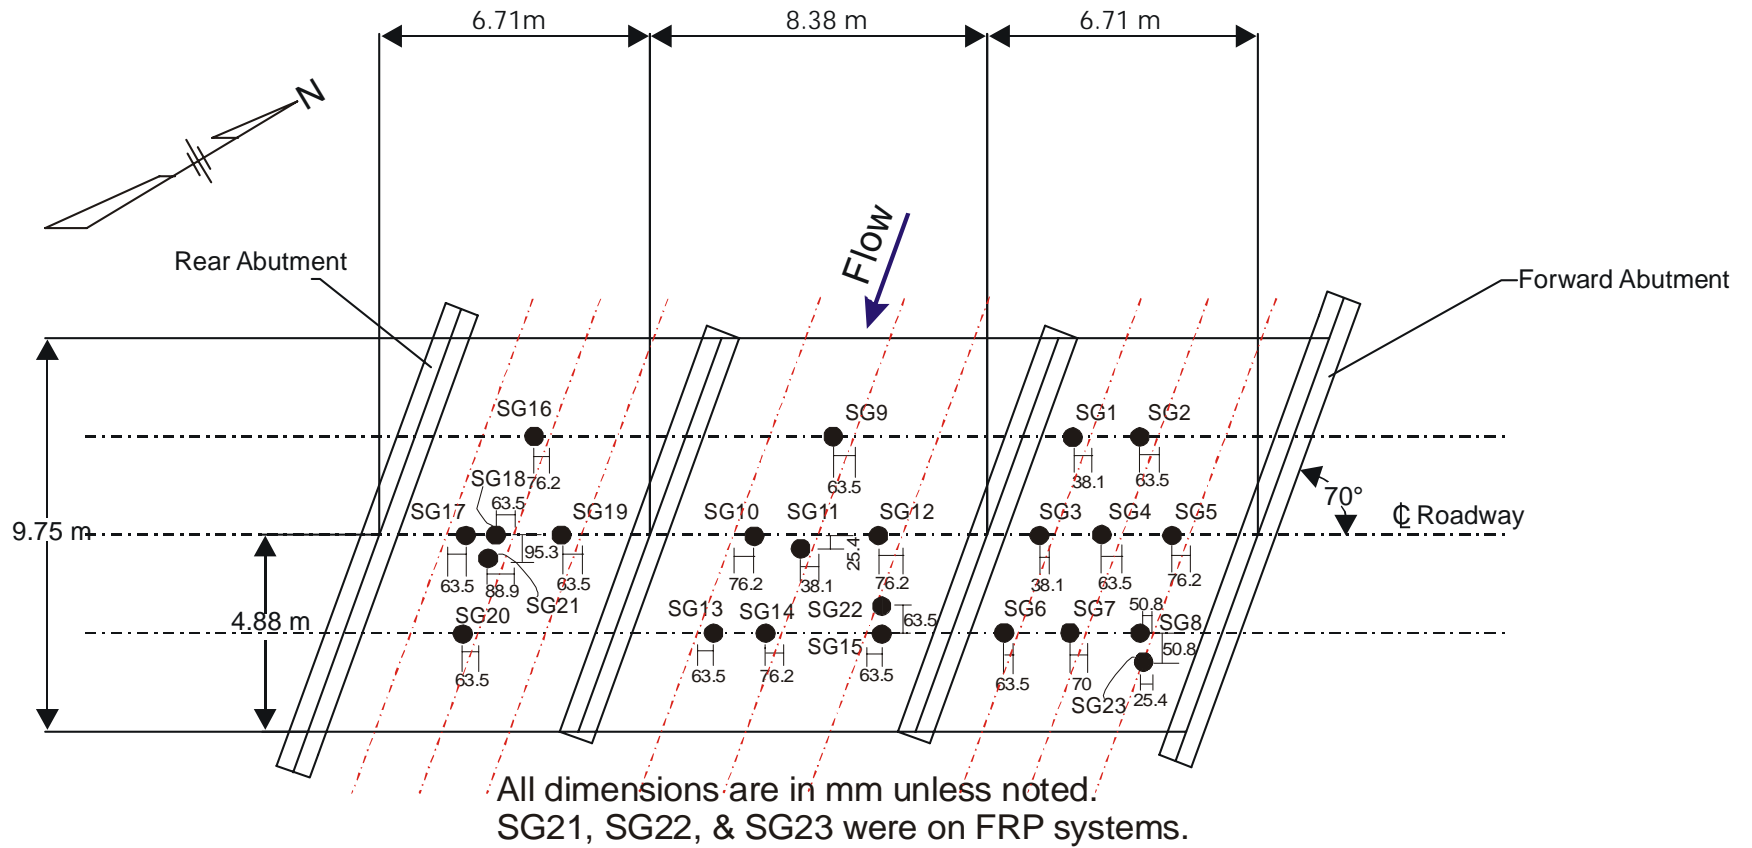 6.71m 8.38 m 6.71 m
N
Flow
Rear Abutment
Forward Abutment
SG16 SG9 SG1 SG2
76.2 63.5 38.1 63.5
SG18
63.5
70°
SG17 SG19 SG10 SG11 SG12 SG3 SG4 SG5
℄ Roadway
9.75 m
95.3 25.4
63.5 88.9 63.5 76.2 38.1 76.2 38.1 63.5 76.2
SG21
SG20 SG13 SG14 SG22 SG6 SG7 50.8 SG8
4.88 m
63.5
SG15
50.8
63.5 63.5 76.2 63.5 63.5 70
SG23 25.4
All dimensions are in mm unless noted.
SG21, SG22, & SG23 were on FRP systems.